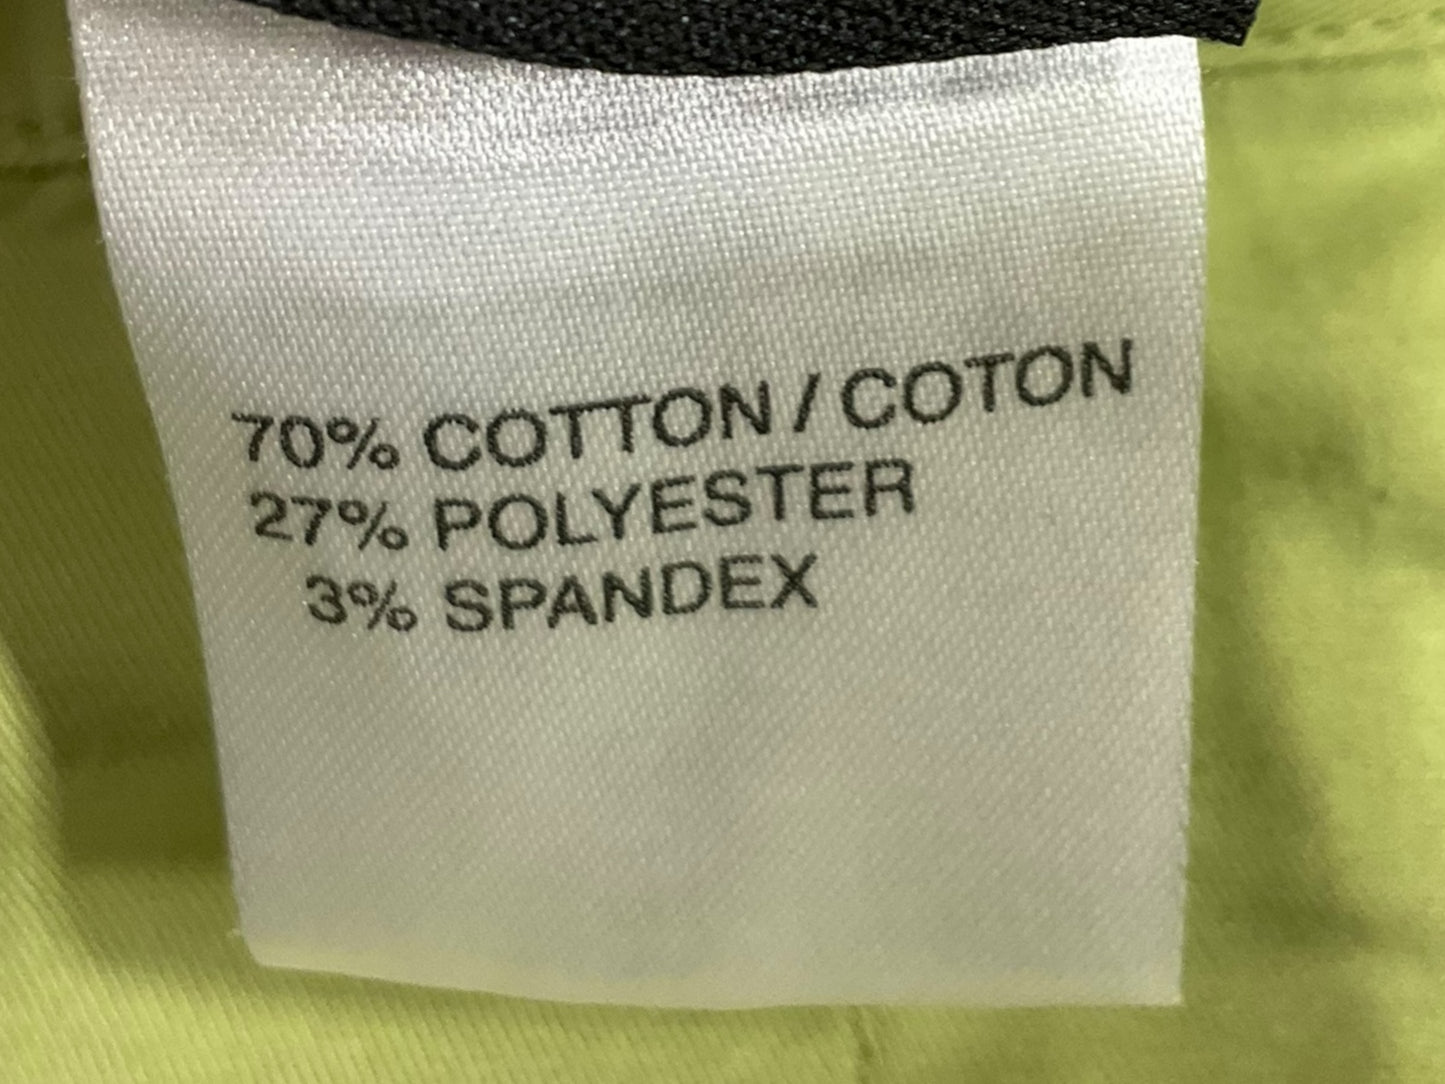 70% COTTON / COTON
27% POLYESTER
3% SPANDEX